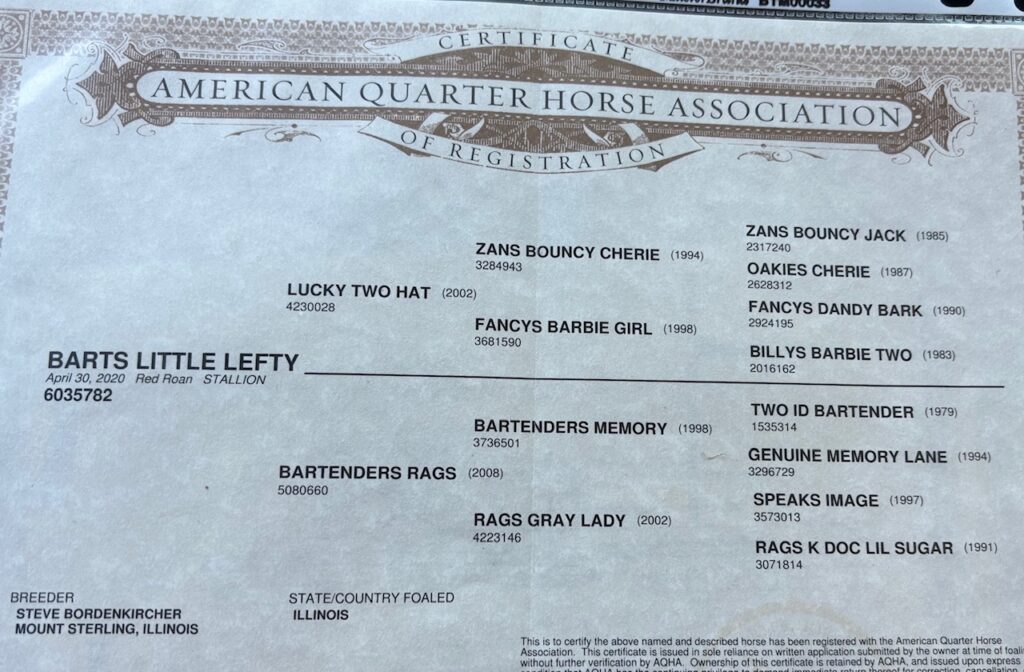 BTM00033
CERTIFICATE
AMERICAN QUARTER HORSE ASSOCIATION
OF REGISTRATION
ZANS BOUNCY JACK (1985)
2317240
ZANS BOUNCY CHERIE (1994)
3284943
OAKIES CHERIE (1987)
2628312
LUCKY TWO HAT (2002)
4230028
FANCYS DANDY BARK (1990)
2924195
FANCYS BARBIE GIRL (1998)
3681590
BILLYS BARBIE TWO (1983)
2016162
BARTS LITTLE LEFTY
April 30, 2020 Red Roan STALLION
6035782
TWO ID BARTENDER (1979)
1535314
BARTENDERS MEMORY (1998)
3736501
GENUINE MEMORY LANE (1994)
3296729
BARTENDERS RAGS (2008)
5080660
SPEAKS IMAGE (1997)
3573013
RAGS GRAY LADY (2002)
4223146
RAGS K DOC LIL SUGAR (1991)
3071814
BREEDER
STEVE BORDENKIRCHER
MOUNT STERLING, ILLINOIS
STATE/COUNTRY FOALED
ILLINOIS
This is to certify the above named and described horse has been registered with the American Quarter Horse
Association. This certificate is issued in sole reliance on written application submitted by the owner at time of foali
without further verification by AQHA. Ownership of this certificate is retained by AQHA, and issued upon express